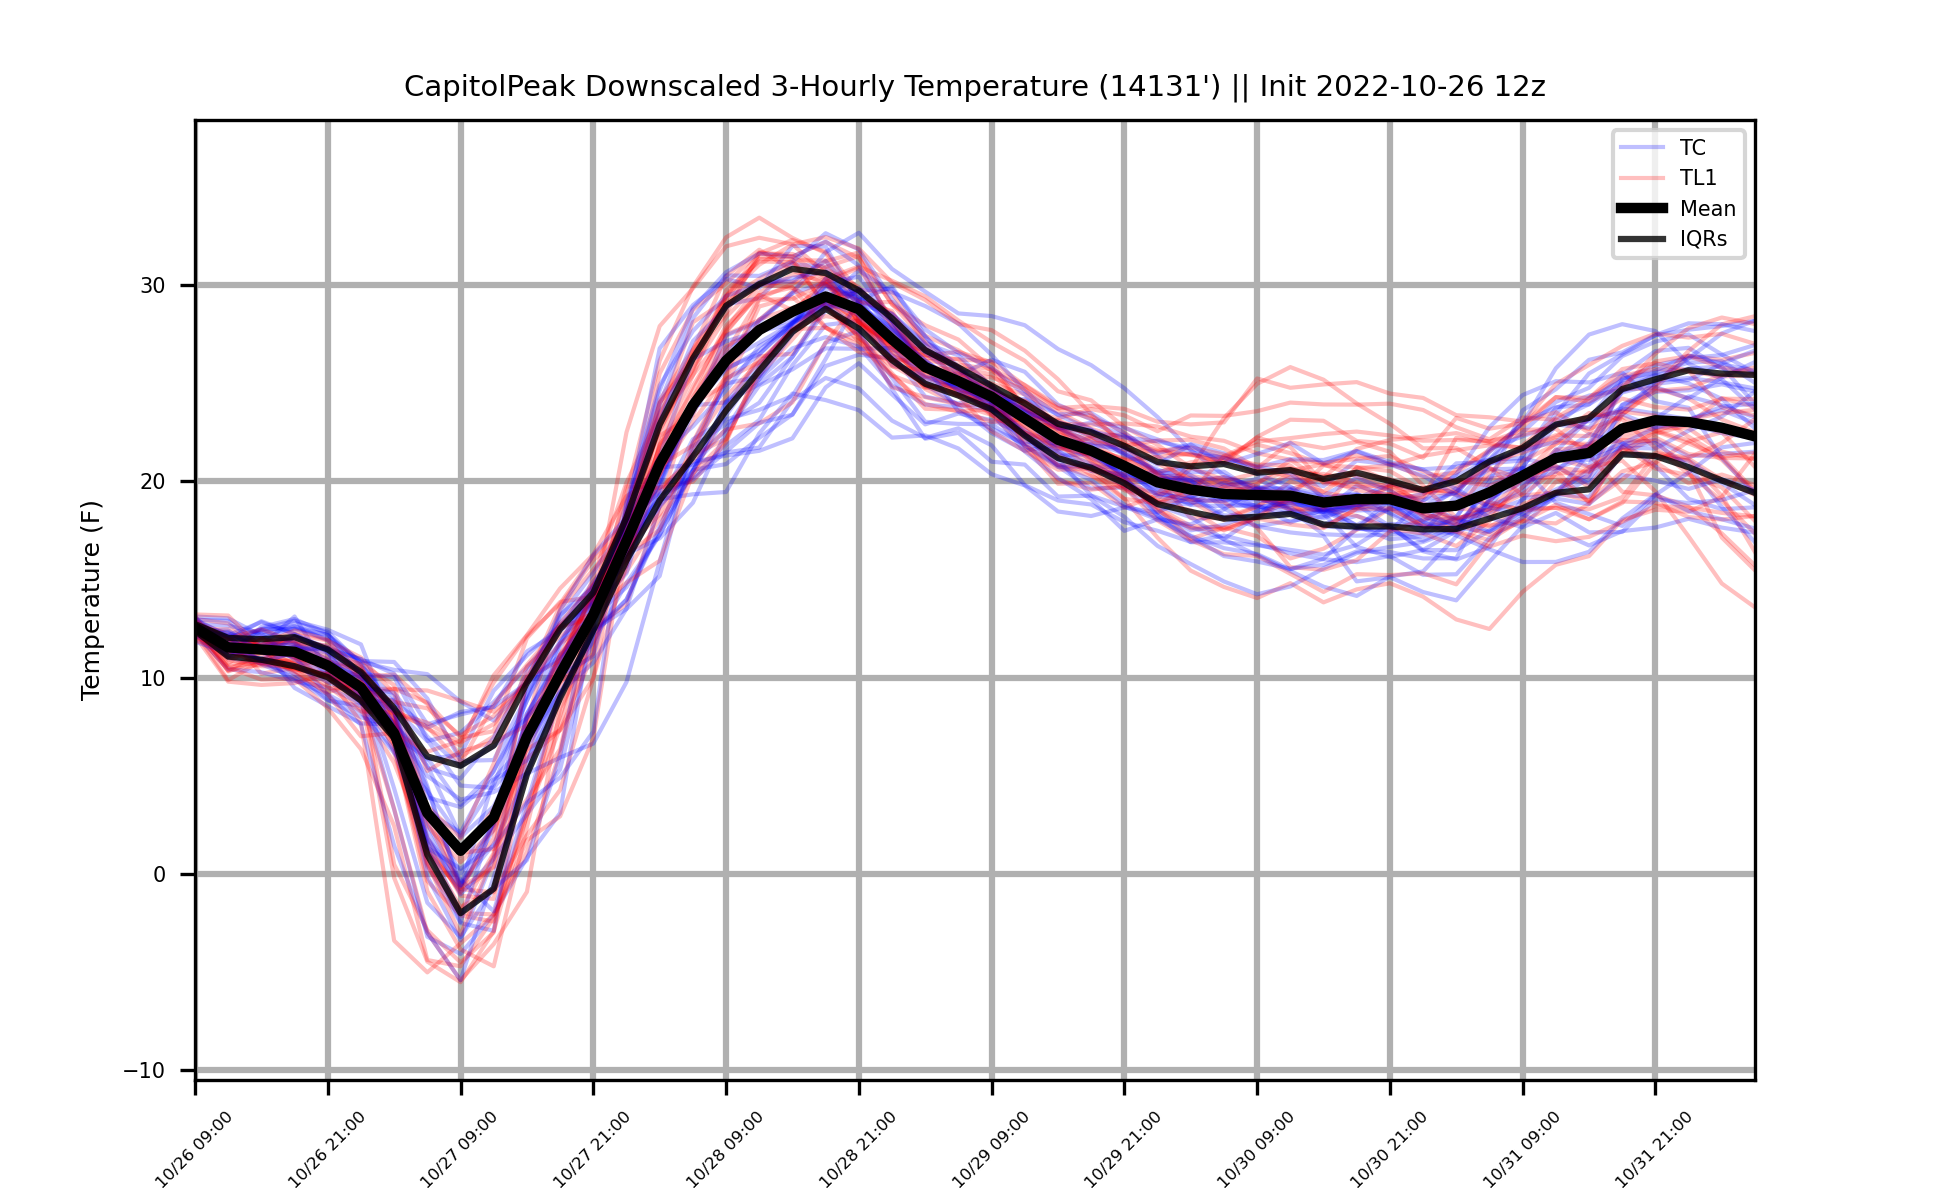 CapitolPeak Downscaled 3-Hourly Temperature (14131') || Init 2022-10-26 12z
TC
TL1
Mean
IQRs
Temperature (F)
30
20
10
0
−10
10/26 09:00
10/26 21:00
10/27 09:00
10/27 21:00
10/28 09:00
10/28 21:00
10/29 09:00
10/29 21:00
10/30 09:00
10/30 21:00
10/31 09:00
10/31 21:00